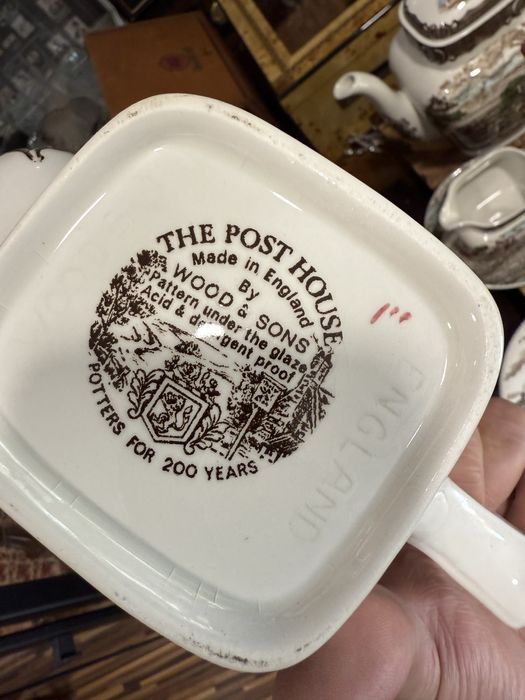 THE POST HOUSE
Made in England
By
WOOD & SONS
Pattern under the glaze
Acid & gent proof
POTTERS FOR 200 YEARS
ENGLAND